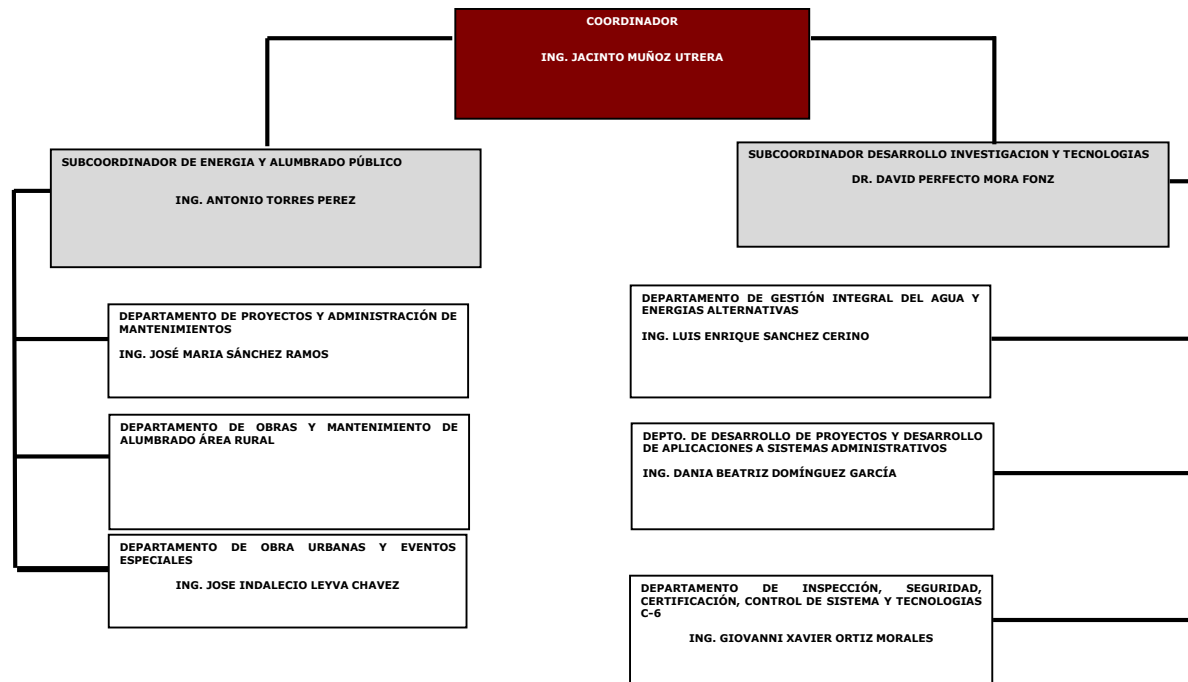 COORDINADOR
ING. JACINTO MUÑOZ UTRERA
SUBCOORDINADOR DE ENERGIA Y ALUMBRADO PÚBLICO
ING. ANTONIO TORRES PEREZ
SUBCOORDINADOR DESARROLLO INVESTIGACION Y TECNOLOGIAS
DR. DAVID PERFECTO MORA FONZ
DEPARTAMENTO DE PROYECTOS Y ADMINISTRACIÓN DE
MANTENIMIENTOS
ING. JOSÉ MARIA SÁNCHEZ RAMOS
DEPARTAMENTO DE OBRAS Y MANTENIMIENTO DE
ALUMBRADO ÁREA RURAL
DEPARTAMENTO DE OBRA URBANAS Y EVENTOS
ESPECIALES
ING. JOSE INDALECIO LEYVA CHAVEZ
DEPARTAMENTO DE GESTIÓN INTEGRAL DEL AGUA Y
ENERGIAS ALTERNATIVAS
ING. LUIS ENRIQUE SANCHEZ CERINO
DEPTO. DE DESARROLLO DE PROYECTOS Y DESARROLLO
DE APLICACIONES A SISTEMAS ADMINISTRATIVOS
ING. DANIA BEATRIZ DOMÍNGUEZ GARCÍA
DEPARTAMENTO DE INSPECCIÓN, SEGURIDAD,
CERTIFICACIÓN, CONTROL DE SISTEMA Y TECNOLOGIAS
C-6
ING. GIOVANNI XAVIER ORTIZ MORALES